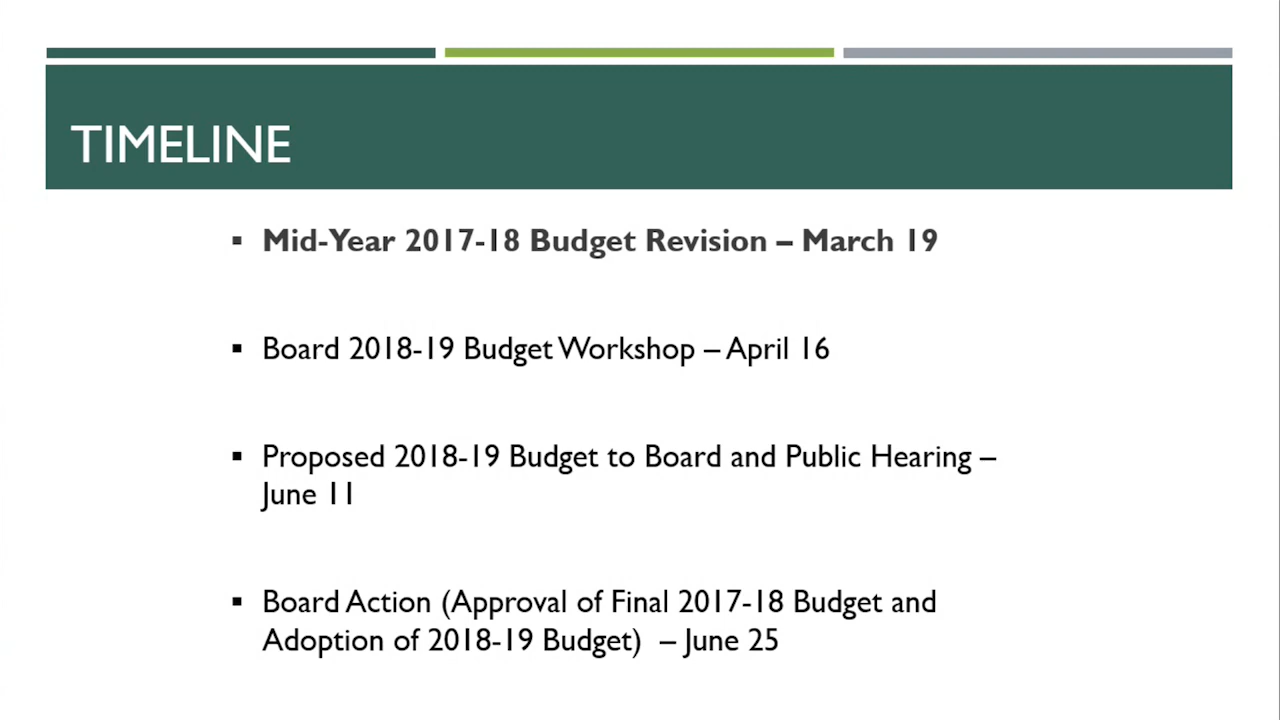 TIMELINE
▪ Mid-Year 2017-18 Budget Revision – March 19
▪ Board 2018-19 Budget Workshop – April 16
▪ Proposed 2018-19 Budget to Board and Public Hearing –
June 11
▪ Board Action (Approval of Final 2017-18 Budget and
Adoption of 2018-19 Budget) – June 25